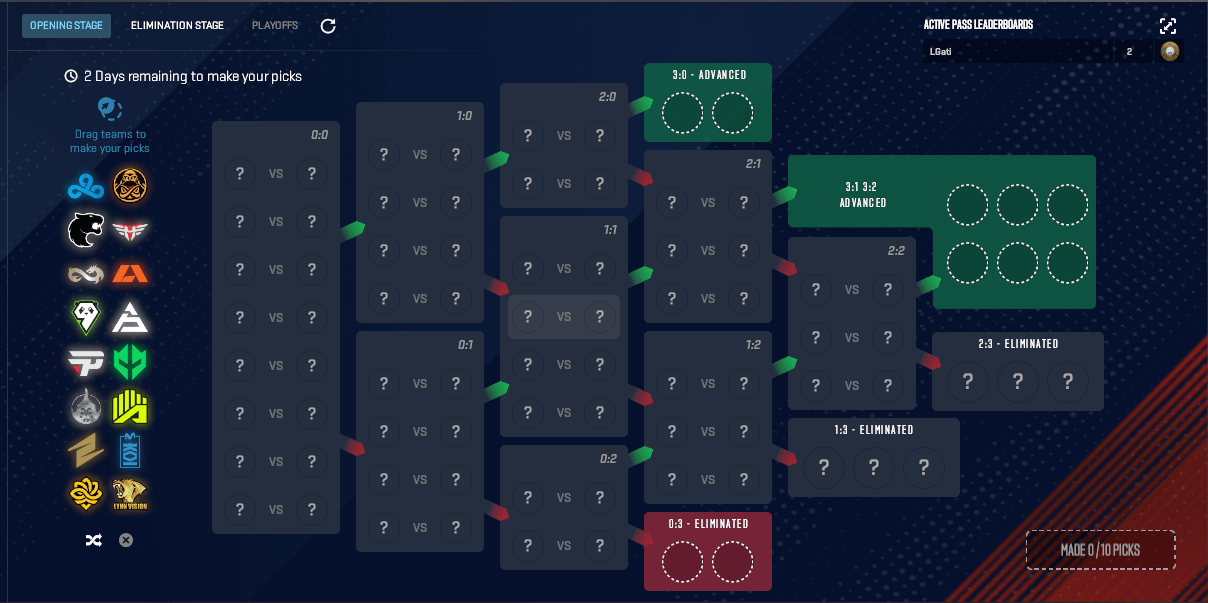 OPENING STAGE ELIMINATION STAGE PLAYOFFS
ACTIVE PASS LEADERBOARDS
LGati 2
2 Days remaining to make your picks
Drag teams to
make your picks
LYNN VISION
0:0
? VS ?
? VS ?
? VS ?
? VS ?
? VS ?
? VS ?
? VS ?
? VS ?
1:0
? VS ?
? VS ?
? VS ?
? VS ?
0:1
? VS ?
? VS ?
? VS ?
? VS ?
2:0
? VS ?
? VS ?
1:1
? VS ?
? VS ?
? VS ?
? VS ?
0:2
? VS ?
? VS ?
3:0 - ADVANCED
2:1
? VS ?
? VS ?
? VS ?
1:2
? VS ?
? VS ?
? VS ?
0:3 - ELIMINATED
3:1 3:2
ADVANCED
2:2
? VS ?
? VS ?
? VS ?
2:3 - ELIMINATED
? ? ?
1:3 - ELIMINATED
? ? ?
MADE 0/10 PICKS